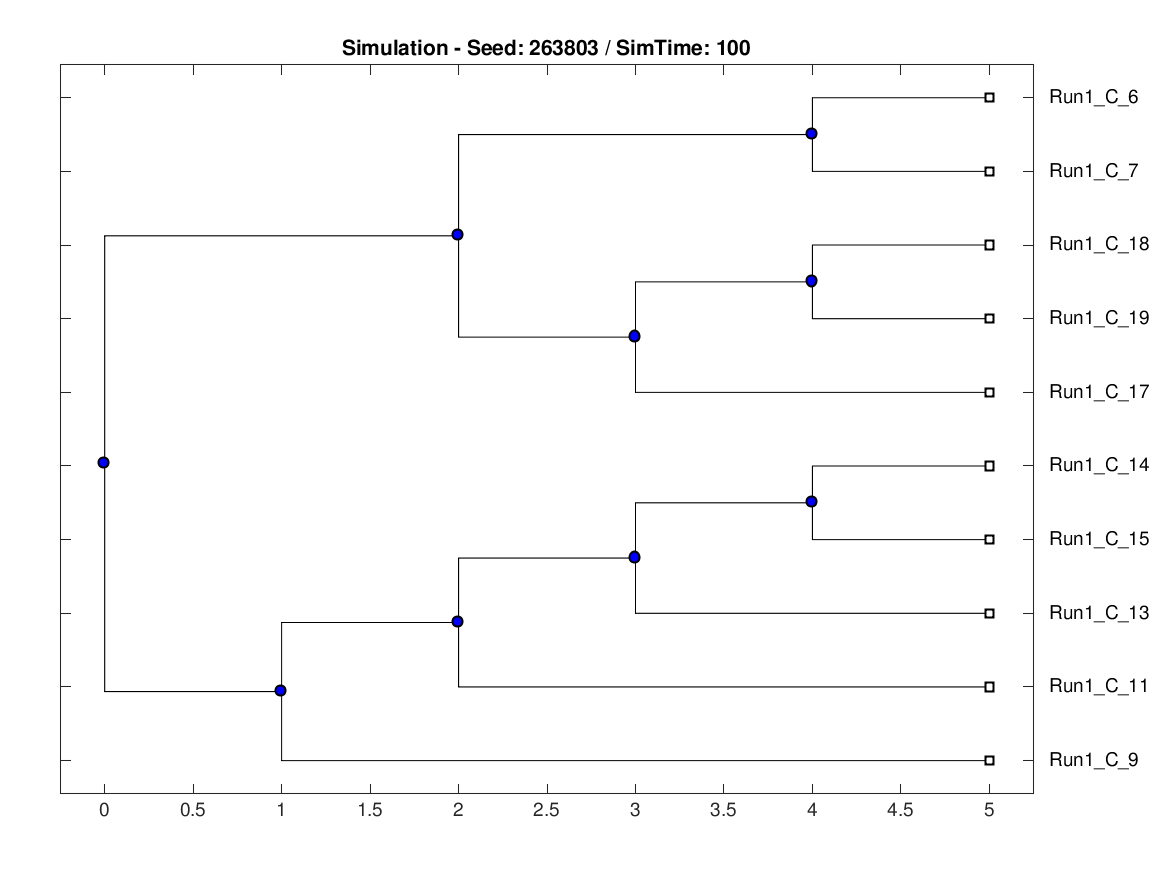 Simulation - Seed: 263803 / SimTime: 100
Run1_C_6
Run1_C_7
Run1_C_18
Run1_C_19
Run1_C_17
Run1_C_14
Run1_C_15
Run1_C_13
Run1_C_11
Run1_C_9
0 0.5 1 1.5 2 2.5 3 3.5 4 4.5 5